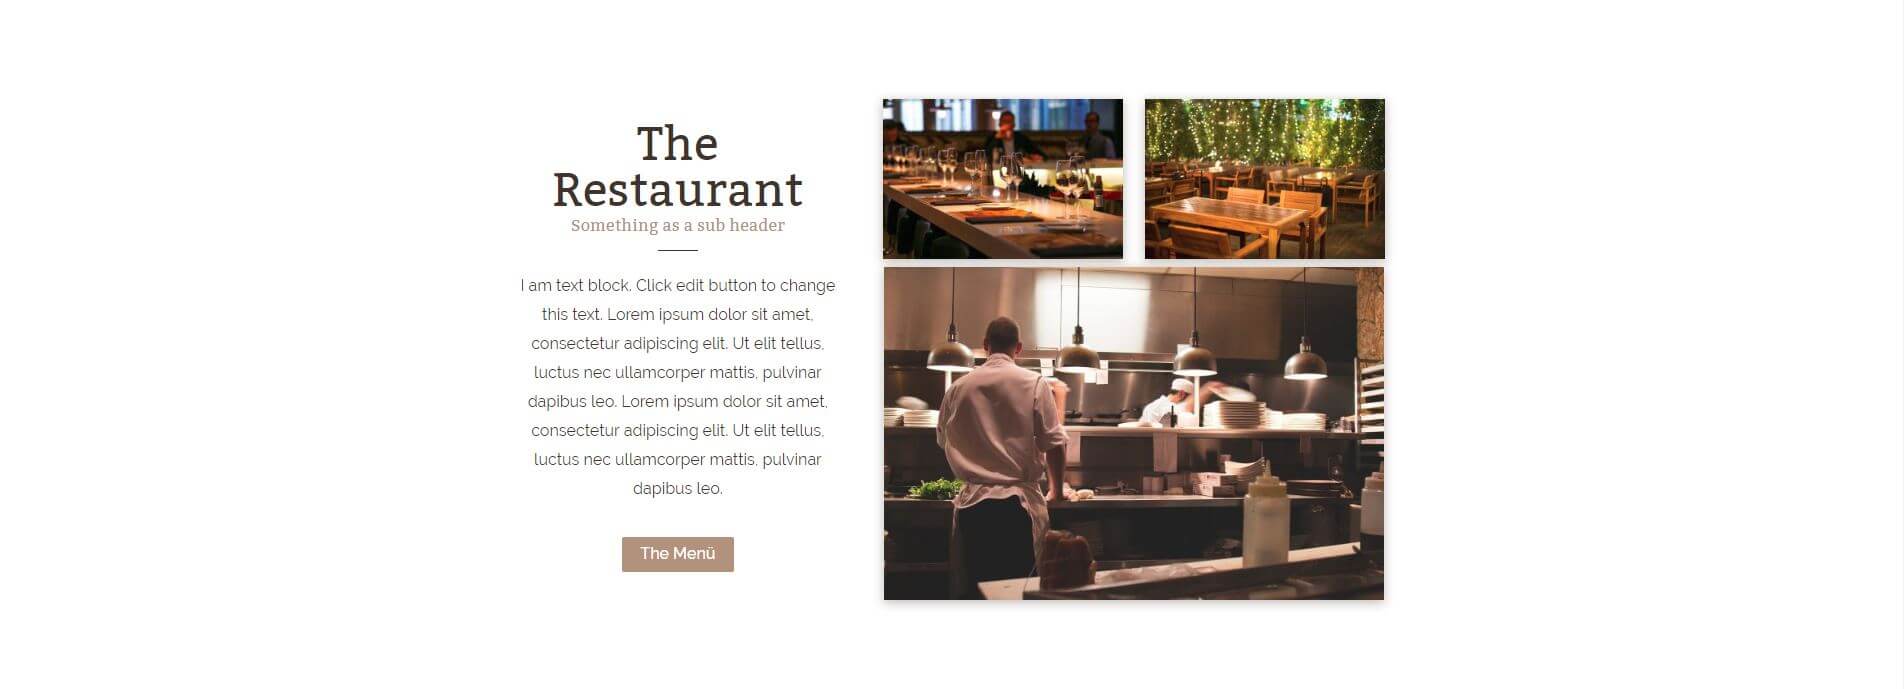 The
Restaurant
Something as a sub header
I am text block. Click edit button to change
this text. Lorem ipsum dolor sit amet,
consectetur adipiscing elit. Ut elit tellus,
luctus nec ullamcorper mattis, pulvinar
dapibus leo. Lorem ipsum dolor sit amet,
consectetur adipiscing elit. Ut elit tellus,
luctus nec ullamcorper mattis, pulvinar
dapibus leo.
The Menü